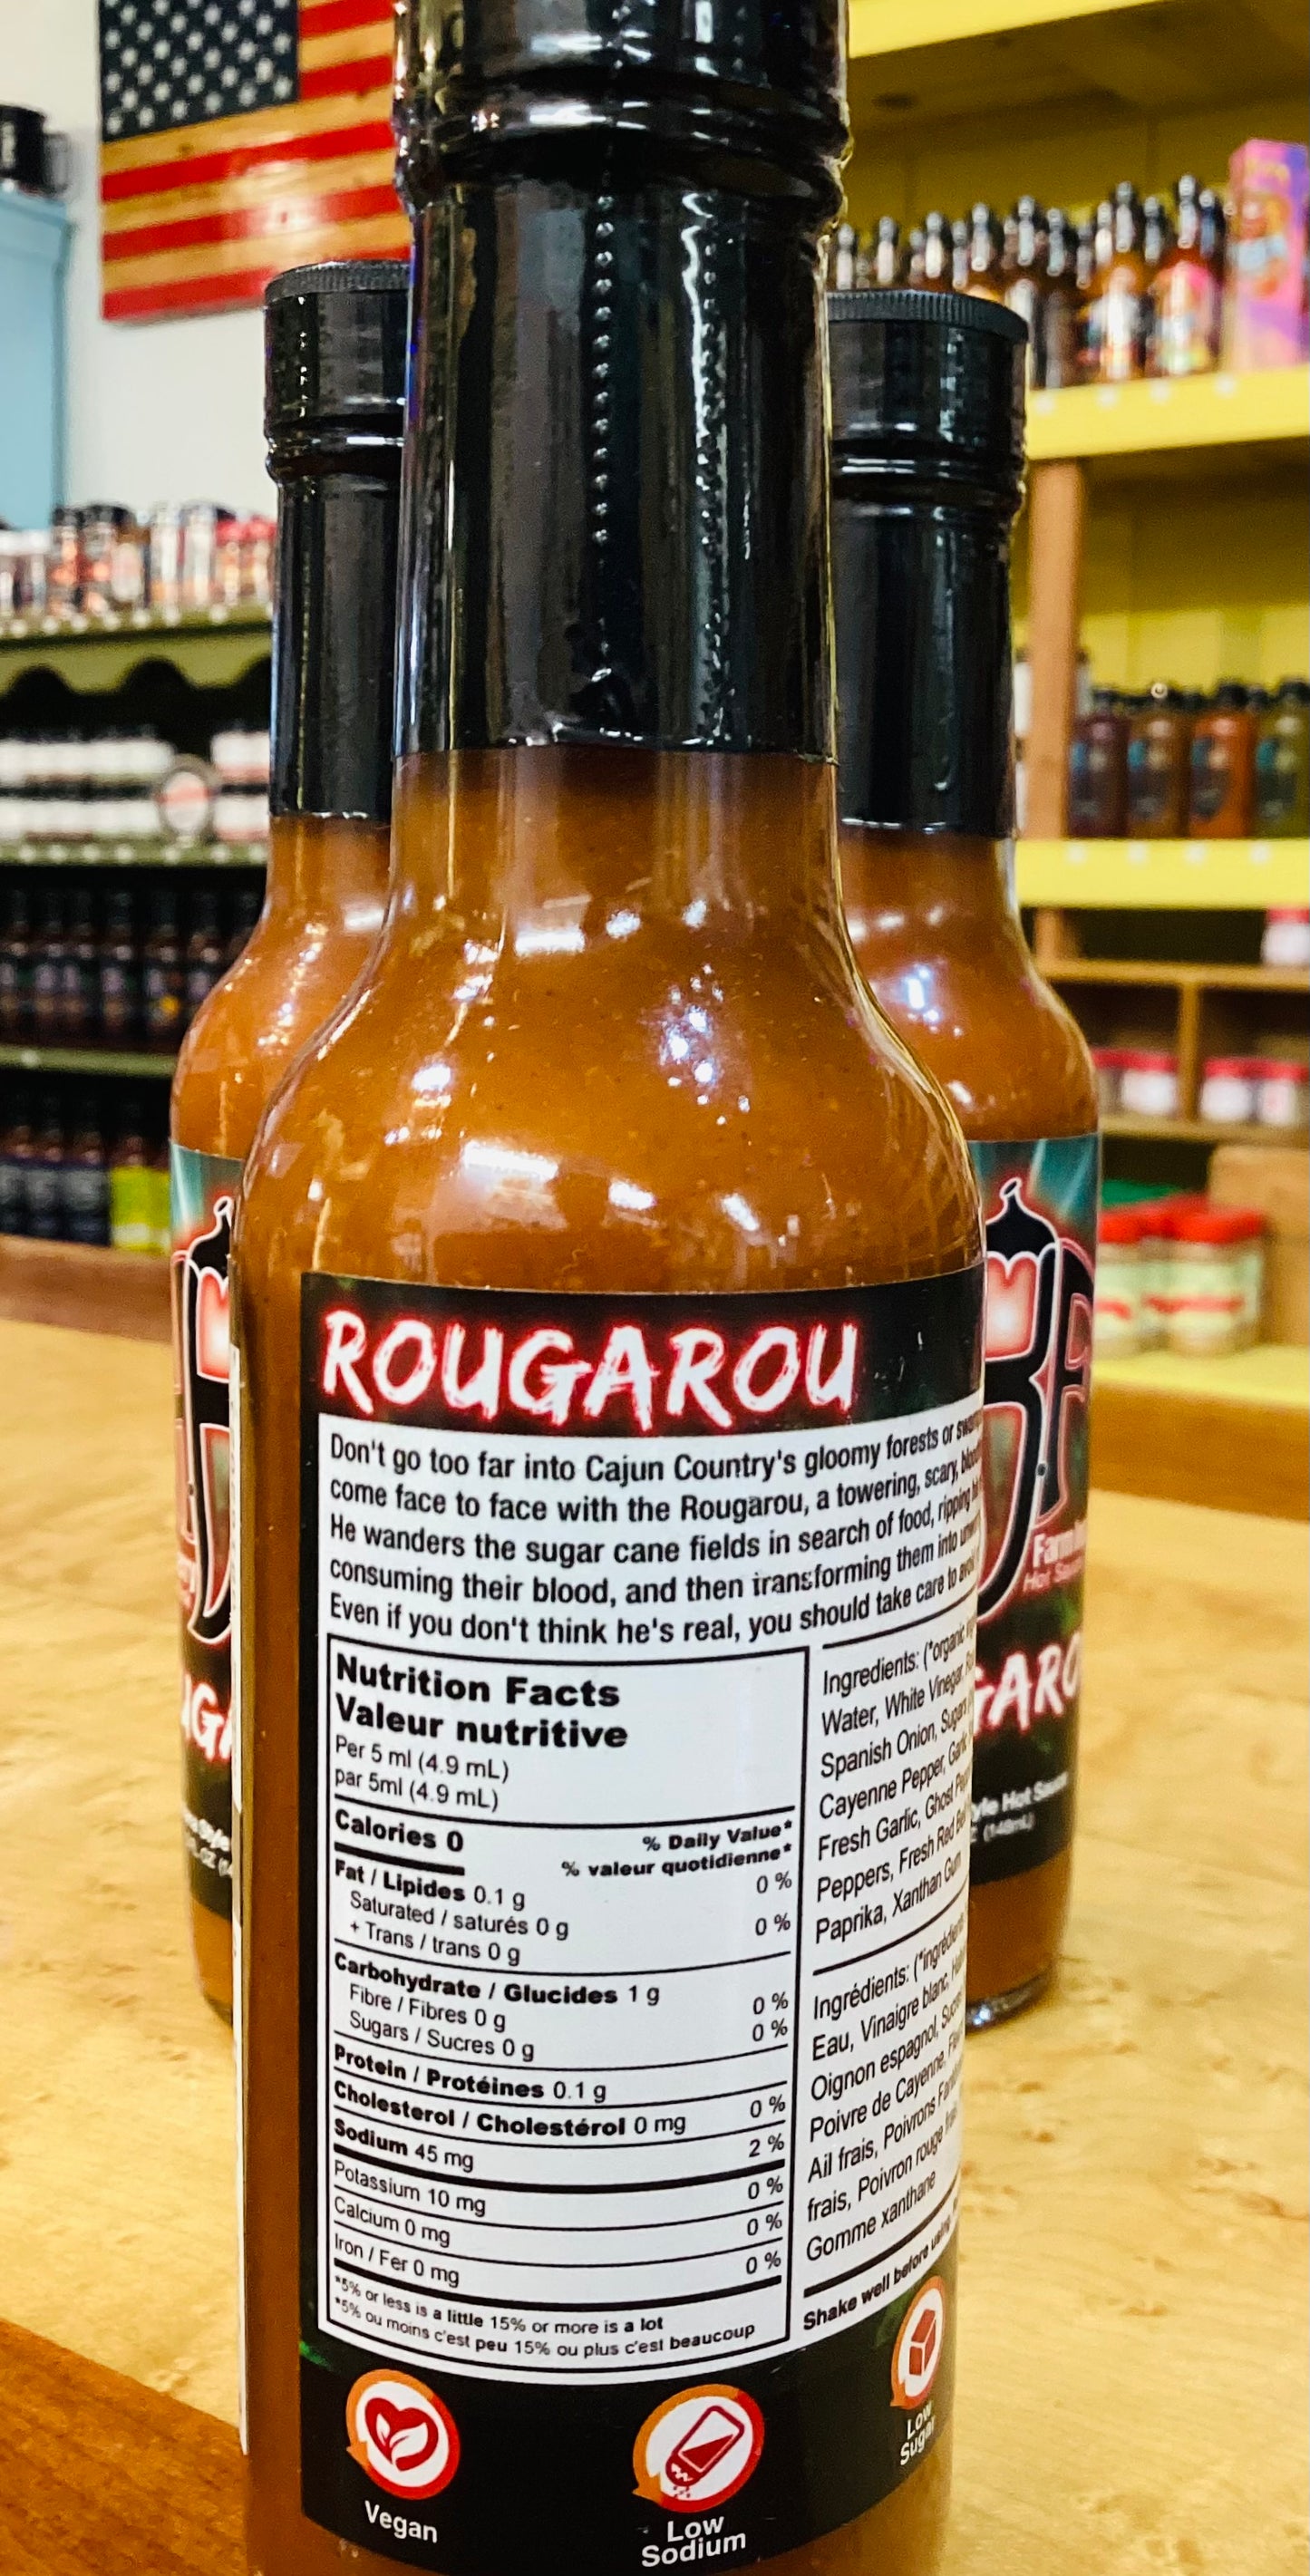 ROUGAROU
Don't go too far into Cajun Country's gloomy forests or
come face to face with the Rougarou, a towering, scary,
He wanders the sugar cane fields in search of food, ripping
consuming their blood, and then transforming them into
Even if you don't think he's real, you should take care to avoid
Nutrition Facts
Valeur nutritive
Per 5 ml (4.9 mL)
par 5ml (4.9 mL)
Calories 0
% Daily Value*
% valeur quotidienne*
Fat / Lipides 0.1 g 0 %
Saturated / saturés 0 g 0 %
+ Trans / trans 0 g
Carbohydrate / Glucides 1 g
Fibre / Fibres 0 g 0 %
Sugars / Sucres 0 g 0 %
Protein / Protéines 0.1 g
Cholesterol / Cholestérol 0 mg 0 %
Sodium 45 mg 2 %
Potassium 10 mg 0 %
Calcium 0 mg 0 %
Iron / Fer 0 mg 0 %
*5% or less is a little 15% or more is a lot
*5% ou moins c'est peu 15% ou plus c'est beaucoup
Ingredients: (*organic
Water, White Vinegar,
Spanish Onion, Sugar
Cayenne Pepper,
Fresh Garlic, Ghost
Peppers, Fresh Red
Paprika, Xanthan Gum
Ingrédients: (*ingrédients
Eau, Vinaigre blanc,
Oignon espagnol,
Poivre de Cayenne,
Ail frais, Poivrons
frais, Poivron rouge
Gomme xanthane
Shake well before using
Vegan
Low
Sodium
Low
Sugar
GARO
Hot Sauce
(148mL)